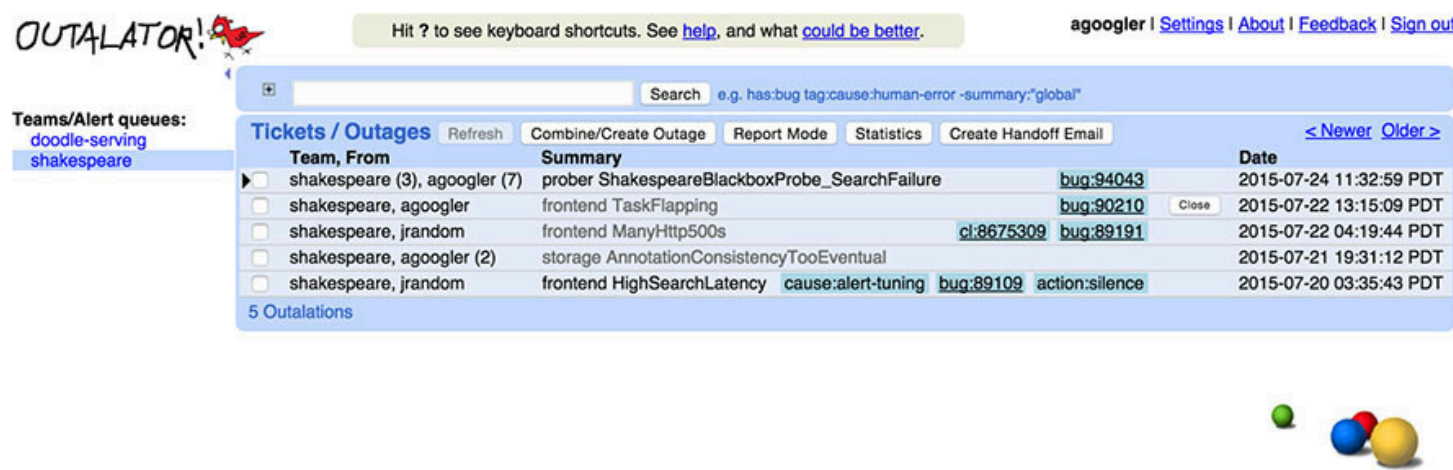 OUTALATOR!
Hit ? to see keyboard shortcuts. See help, and what could be better.
agoogler | Settings | About | Feedback | Sign out
Search e.g. has:bug tag:cause:human-error -summary:"global"
Teams/Alert queues:
doodle-serving
shakespeare
Tickets / Outages Refresh Combine/Create Outage Report Mode Statistics Create Handoff Email < Newer Older >
Team, From Summary Date
shakespeare (3), agoogler (7) prober ShakespeareBlackboxProbe_SearchFailure bug:94043 2015-07-24 11:32:59 PDT
shakespeare, agoogler frontend TaskFlapping bug:90210 Close 2015-07-22 13:15:09 PDT
shakespeare, jrandom frontend ManyHttp500s cl:8675309 bug:89191 2015-07-22 04:19:44 PDT
shakespeare, agoogler (2) storage AnnotationConsistencyTooEventual 2015-07-21 19:31:12 PDT
shakespeare, jrandom frontend HighSearchLatency cause:alert-tuning bug:89109 action:silence 2015-07-20 03:35:43 PDT
5 Outalations